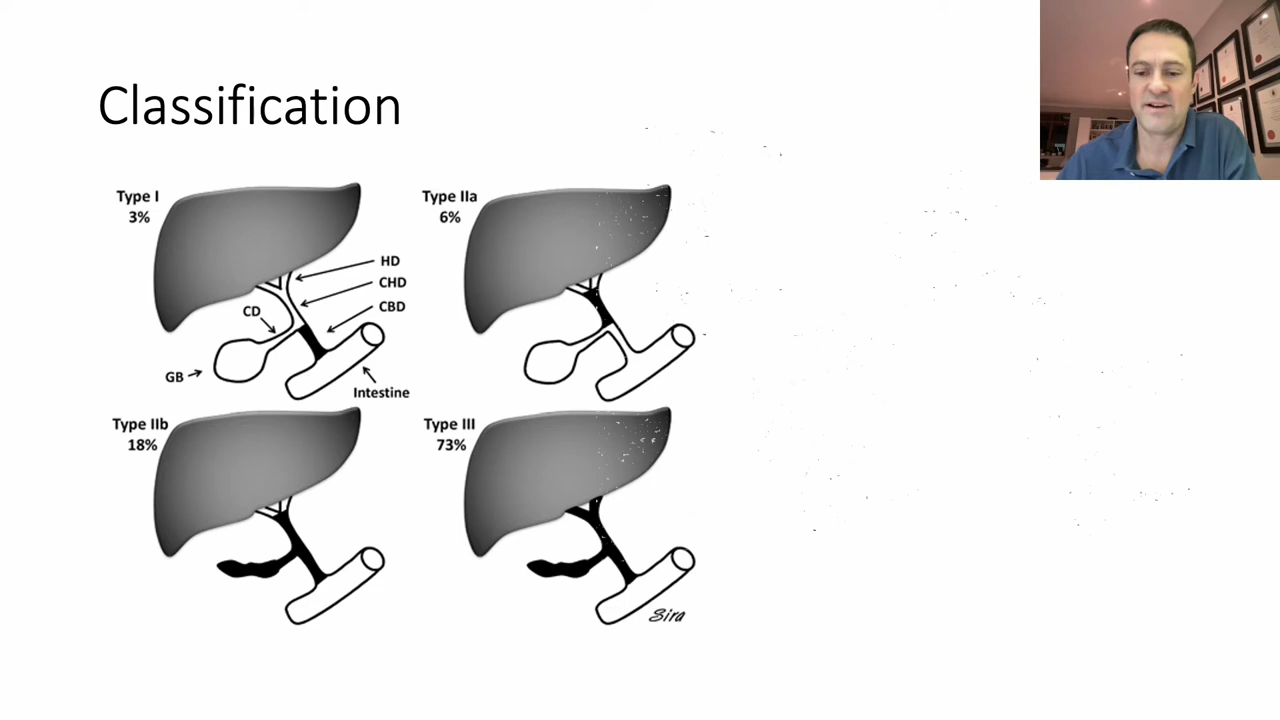 Classification
Type I
3%
HD
CHD
CBD
CD
GB
Intestine
Type IIa
6%
Type IIb
18%
Type III
73%
Sira